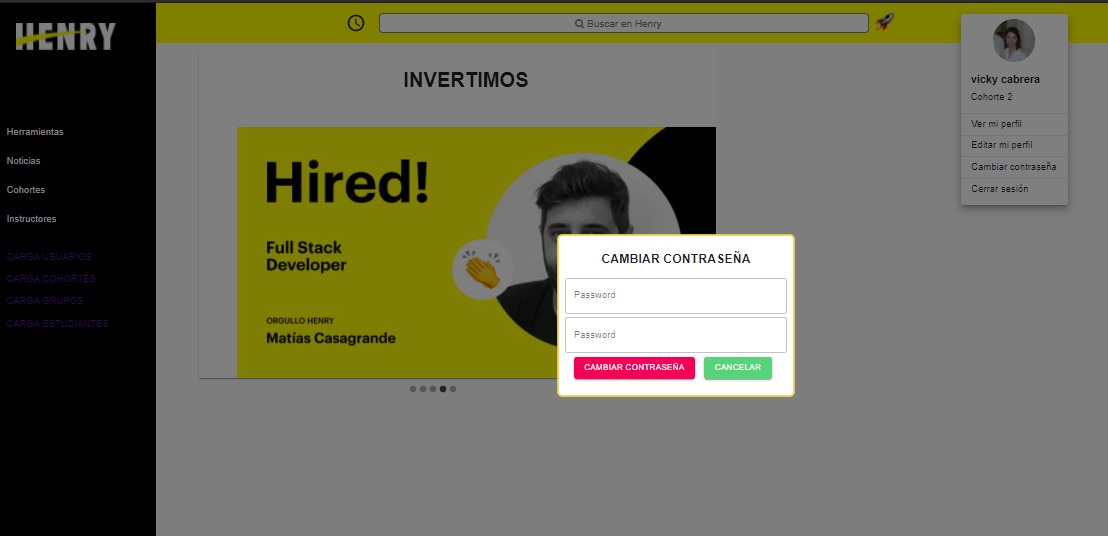 HENRY
Buscar en Henry
vicky cabrera
Cohorte 2
Ver mi perfil
Editar mi perfil
Cambiar contraseña
Cerrar sesión
Herramientas
Noticias
Cohortes
Instructores
CARGA USUARIOS
CARGA COHORTES
CARGA GRUPOS
CARGA ESTUDIANTES
INVERTIMOS
Hired!
Full Stack
Developer
ORGULLO HENRY
Matías Casagrande
CAMBIAR CONTRASEÑA
Password
Password
CAMBIAR CONTRASEÑA
CANCELAR